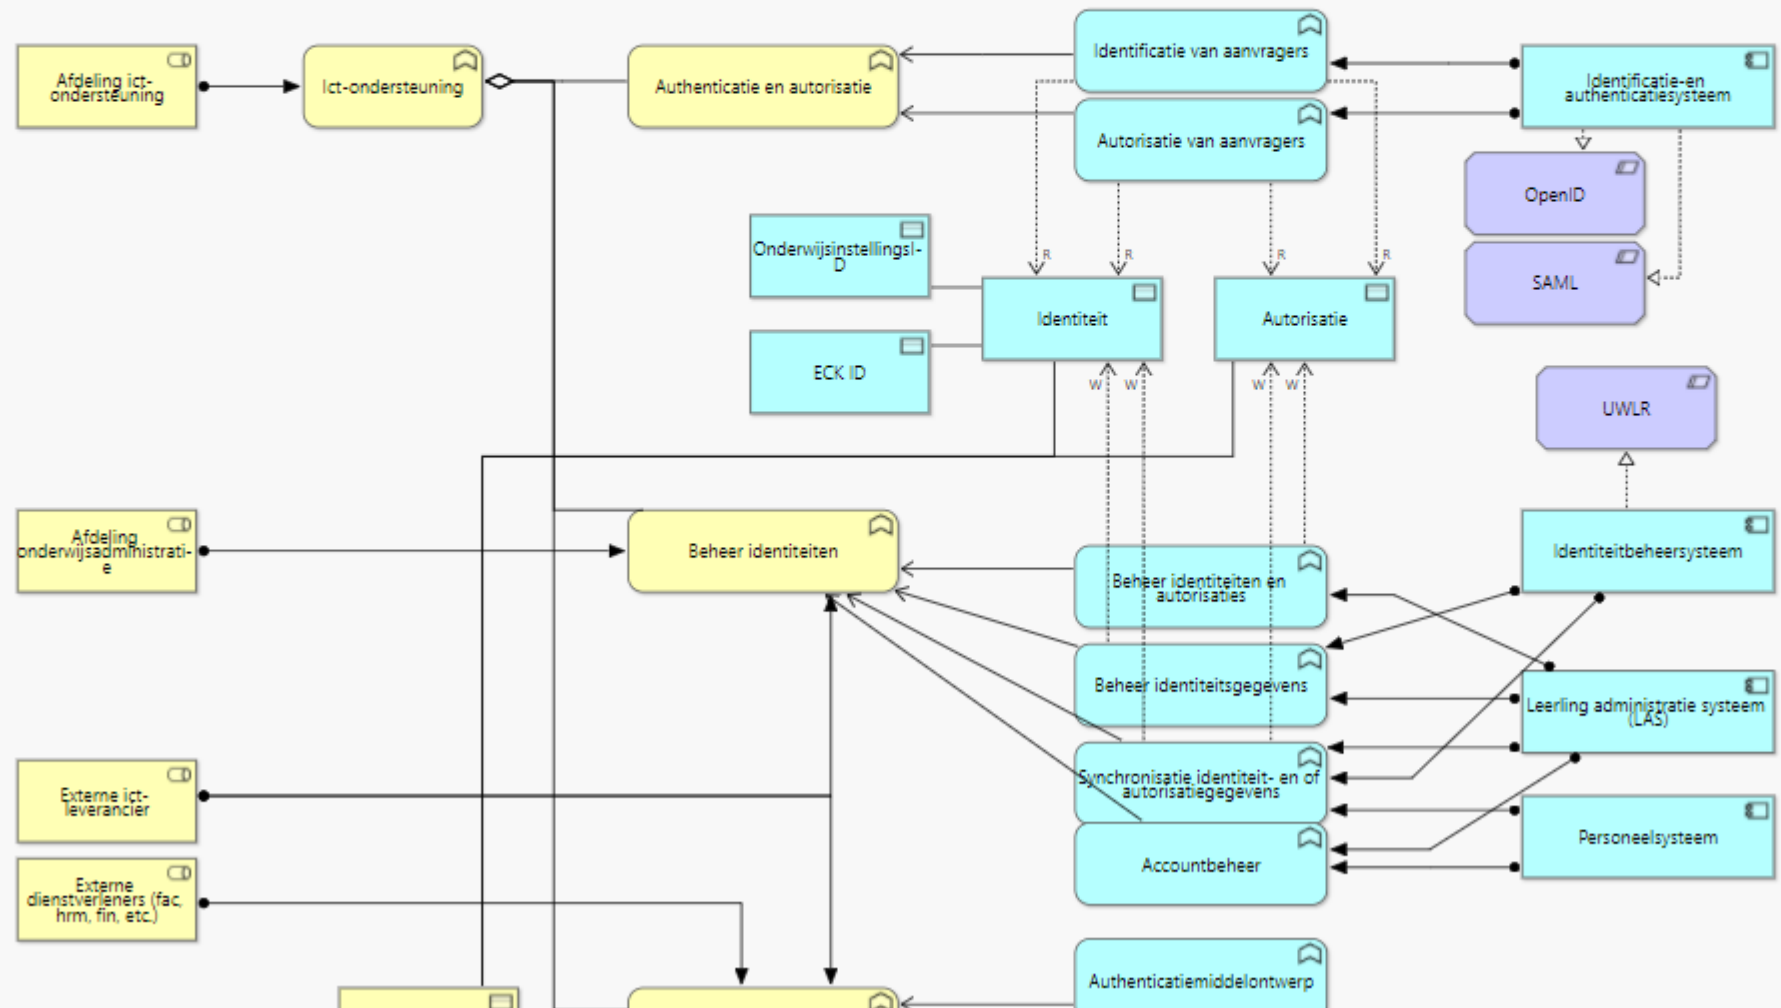 Afdeling ict-
ondersteuning
Ict-ondersteuning
Authenticatie en autorisatie
Identificatie van aanvragers
Identificatie-en
authenticatiesysteem
Autorisatie van aanvragers
OpenID
OnderwijsinstellingsI-
D
R
R
R
R
SAML
Identiteit
Autorisatie
ECK ID
W
W
W
W
UWLR
Afdeling
onderwijsadministrati-
e
Beheer identiteiten
Identiteitbeheersysteem
Beheer identiteiten en
autorisaties
Beheer identiteitsgegevens
Leerling administratie systeem
(LAS)
Synchronisatie identiteit- en of
autorisatiegegevens
Externe ict-
leverancier
Personeelsysteem
Accountbeheer
Externe
dienstverleners (fac,
hrm, fin, etc.)
Authenticatiemiddelontwerp